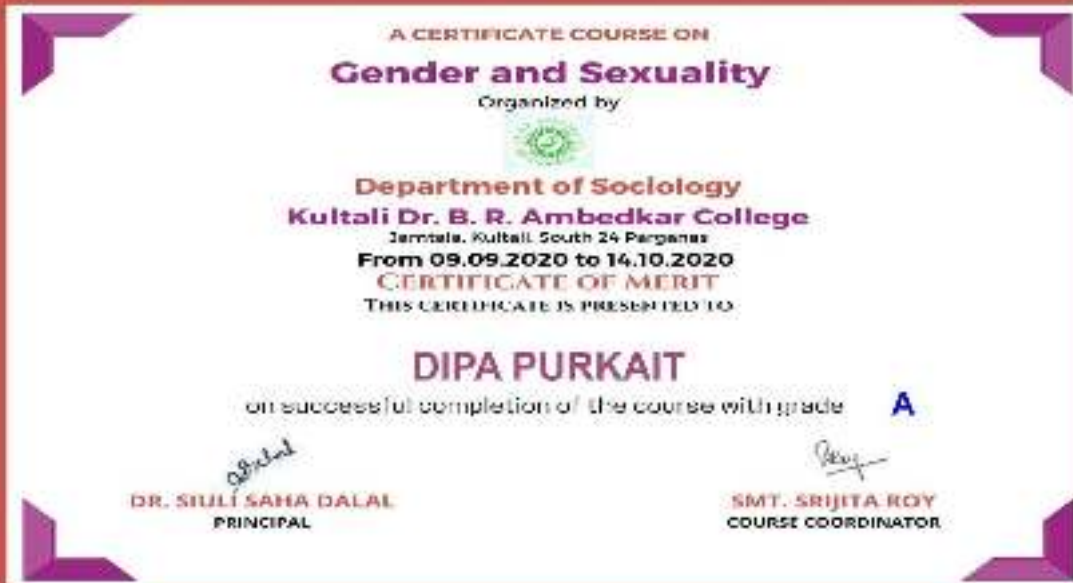 A CERTIFICATE COURSE ON
Gender and Sexuality
Organized by
Department of Sociology
Kultali Dr. B. R. Ambedkar College
Jamtala, Kultali, South 24 Parganas
From 09.09.2020 to 14.10.2020
CERTIFICATE OF MERIT
THIS CERTIFICATE IS PRESENTED TO
DIPA PURKAIT
on successful completion of the course with grade A
DR. SIULI SAHA DALAL SMT. SRIJITA ROY
PRINCIPAL COURSE COORDINATOR